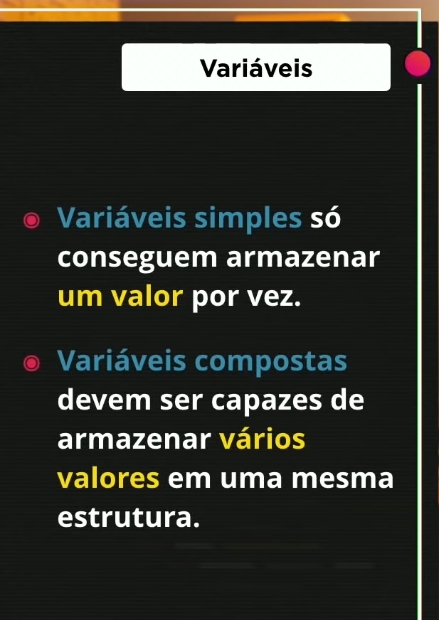 Variáveis
Variáveis simples só
conseguem armazenar
um valor por vez.
Variáveis compostas
devem ser capazes de
armazenar vários
valores em uma mesma
estrutura.